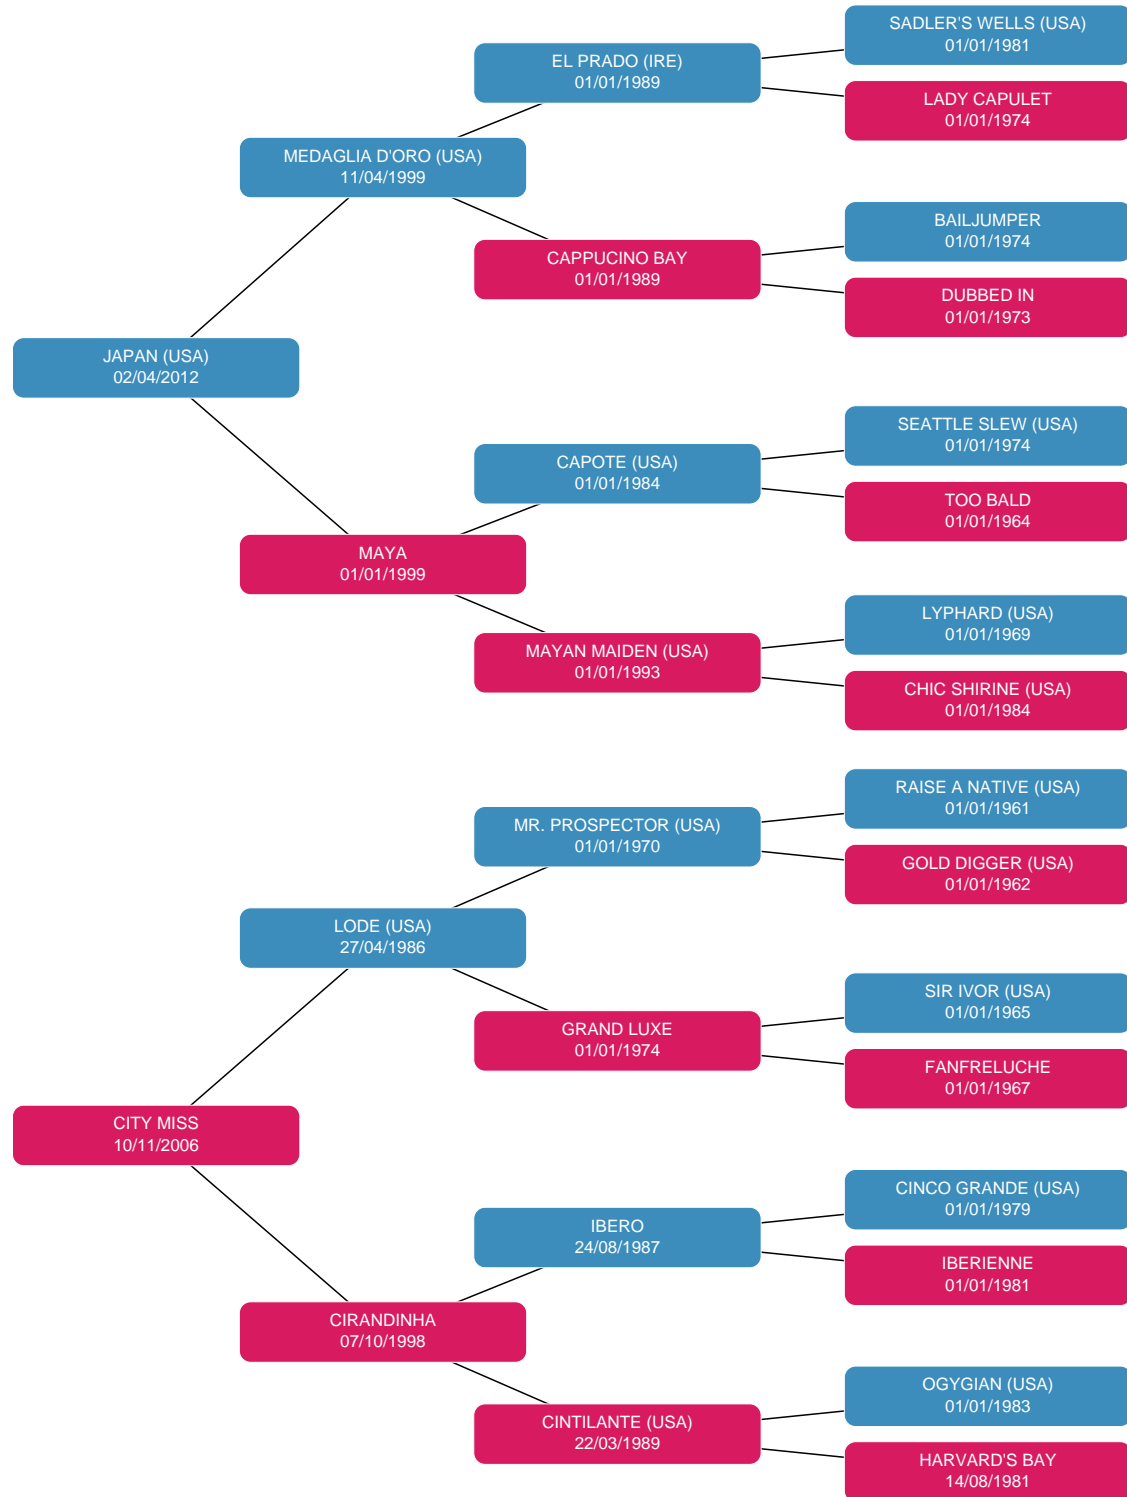 SADLER'S WELLS (USA)
01/01/1981
EL PRADO (IRE)
01/01/1989
LADY CAPULET
01/01/1974
MEDAGLIA D'ORO (USA)
11/04/1999
BAILJUMPER
01/01/1974
CAPPUCINO BAY
01/01/1989
DUBBED IN
01/01/1973
JAPAN (USA)
02/04/2012
SEATTLE SLEW (USA)
01/01/1974
CAPOTE (USA)
01/01/1984
TOO BALD
01/01/1964
MAYA
01/01/1999
LYPHARD (USA)
01/01/1969
MAYAN MAIDEN (USA)
01/01/1993
CHIC SHIRINE (USA)
01/01/1984
RAISE A NATIVE (USA)
01/01/1961
MR. PROSPECTOR (USA)
01/01/1970
GOLD DIGGER (USA)
01/01/1962
LODE (USA)
27/04/1986
SIR IVOR (USA)
01/01/1965
GRAND LUXE
01/01/1974
FANFRELUCHE
01/01/1967
CITY MISS
10/11/2006
CINCO GRANDE (USA)
01/01/1979
IBERO
24/08/1987
IBERIENNE
01/01/1981
CIRANDINHA
07/10/1998
OGYGIAN (USA)
01/01/1983
CINTILANTE (USA)
22/03/1989
HARVARD'S BAY
14/08/1981